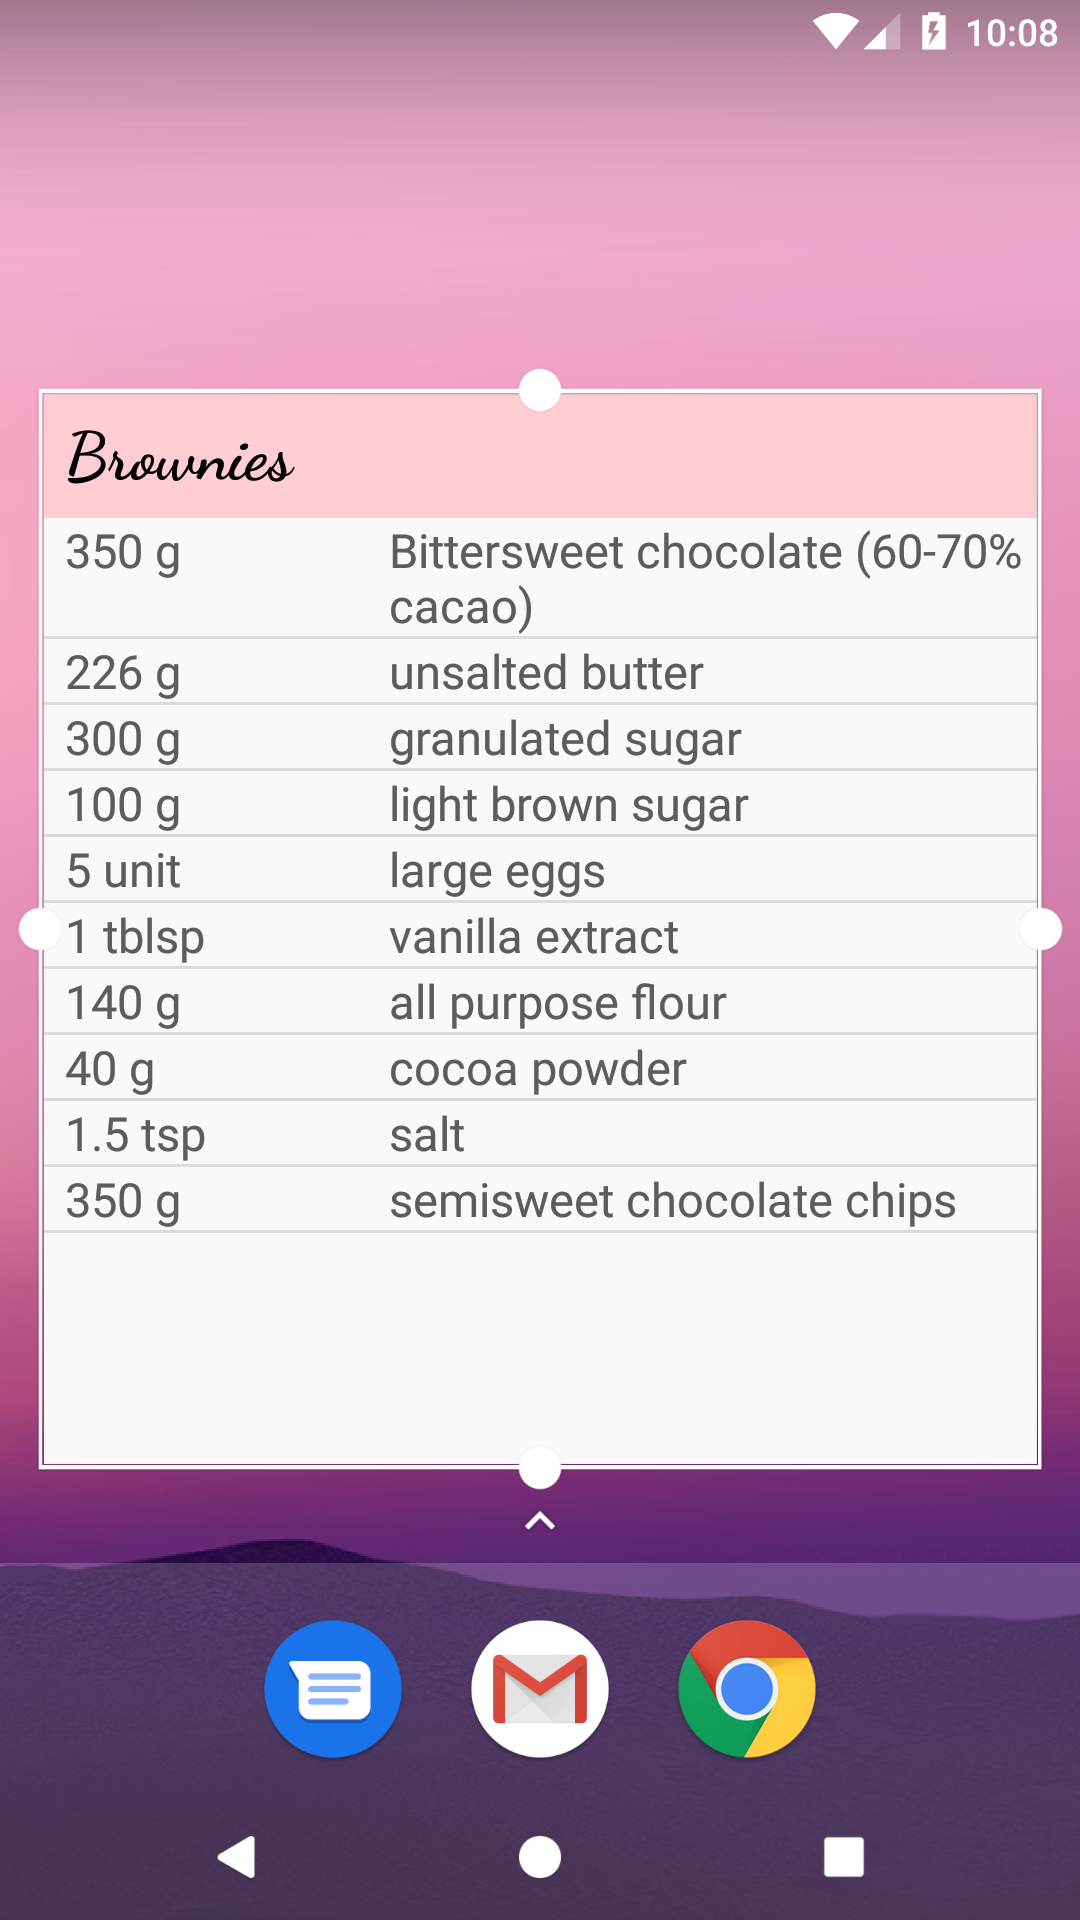 10:08
Brownies
350 g Bittersweet chocolate (60-70%
cacao)
226 g unsalted butter
300 g granulated sugar
100 g light brown sugar
5 unit large eggs
1 tblsp vanilla extract
140 g all purpose flour
40 g cocoa powder
1.5 tsp salt
350 g semisweet chocolate chips